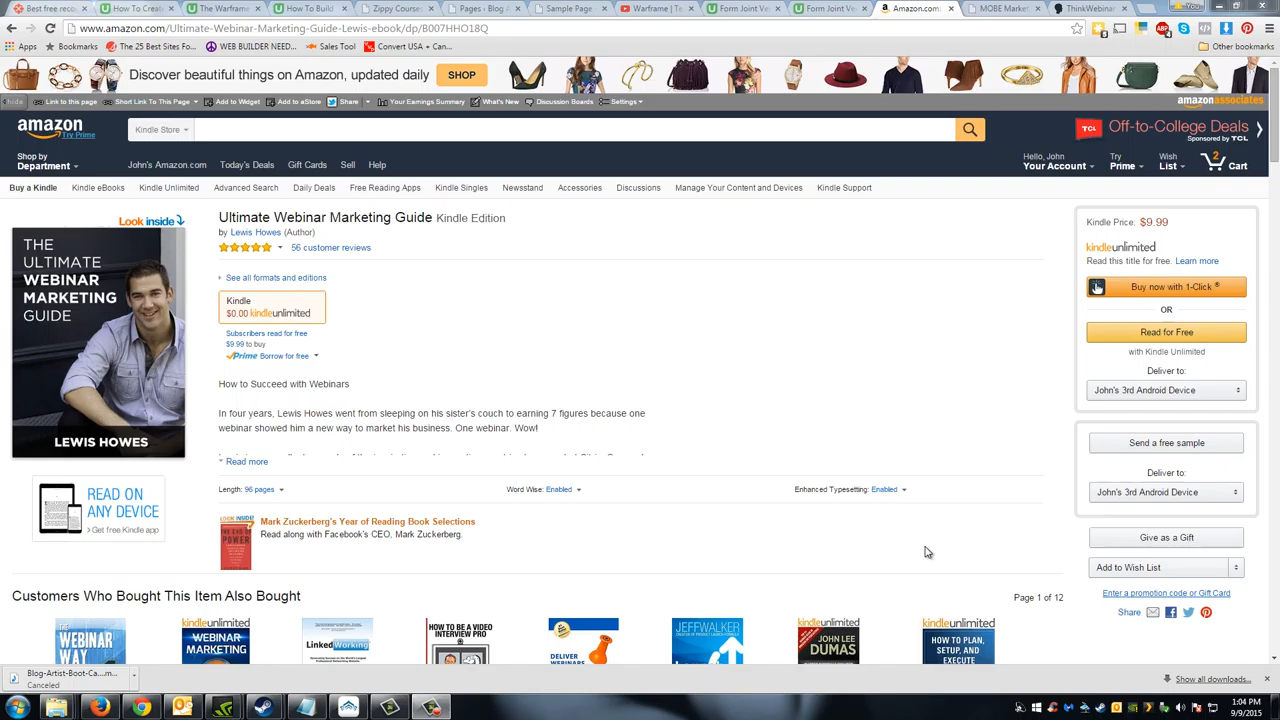 Best free reco
How To Create
The Warframe
How To Build
Zippy Courses
Pages ‹ Blog A
Sample Page
Warframe | Te
Form Joint Ve
Form Joint Ve
Amazon.com:
MOBE Market
ThinkWebinar
You
www.amazon.com/Ultimate-Webinar-Marketing-Guide-Lewis-ebook/dp/B007HHO18Q
Apps
Bookmarks
The 25 Best Sites Fo...
WEB BUILDER NEE...
Sales Tool
Convert USA + Can...
Other bookmarks
Discover beautiful things on Amazon, updated daily
SHOP
hide
Link to this page
Short Link To This Page
Add to Widget
Add to aStore
Share
Your Earnings Summary
What's New
Discussion Boards
Settings
amazonassociates
amazon
Try Prime
Kindle Store
TCL
Off-to-College Deals
Sponsored by TCL
Shop by
Department
John's Amazon.com
Today's Deals
Gift Cards
Sell
Help
Hello, John
Your Account
Try
Prime
Wish
List
2
Cart
Buy a Kindle
Kindle eBooks
Kindle Unlimited
Advanced Search
Daily Deals
Free Reading Apps
Kindle Singles
Newsstand
Accessories
Discussions
Manage Your Content and Devices
Kindle Support
Look inside
THE
ULTIMATE
WEBINAR
MARKETING
GUIDE
LEWIS HOWES
READ ON
ANY DEVICE
› Get free Kindle app
Ultimate Webinar Marketing Guide Kindle Edition
by Lewis Howes (Author)
56 customer reviews
See all formats and editions
Kindle
$0.00 kindleunlimited
Subscribers read for free
$9.99 to buy
Prime Borrow for free
How to Succeed with Webinars
In four years, Lewis Howes went from sleeping on his sister's couch to earning 7 figures because one
webinar showed him a new way to market his business. One webinar. Wow!
Read more
Length: 96 pages
Word Wise: Enabled
Enhanced Typesetting: Enabled
LOOK INSIDE!
THE END OF
POWER
Mark Zuckerberg's Year of Reading Book Selections
Read along with Facebook's CEO, Mark Zuckerberg.
Kindle Price: $9.99
kindleunlimited
Read this title for free. Learn more
Buy now with 1-Click ®
OR
Read for Free
with Kindle Unlimited
Deliver to:
John's 3rd Android Device
Send a free sample
Deliver to:
John's 3rd Android Device
Give as a Gift
Add to Wish List
Enter a promotion code or Gift Card
Share
Customers Who Bought This Item Also Bought
Page 1 of 12
THE
WEBINAR
WAY
kindleunlimited
WEBINAR
MARKETING
LinkedWorking
HOW TO BE A VIDEO
INTERVIEW PRO
DELIVER
WEBINARS
JEFFWALKER
kindleunlimited
JOHN LEE
DUMAS
kindleunlimited
HOW TO PLAN,
SETUP, AND
EXECUTE
Blog-Artist-Boot-Ca....m...
Canceled
Show all downloads...
1:04 PM
9/9/2015